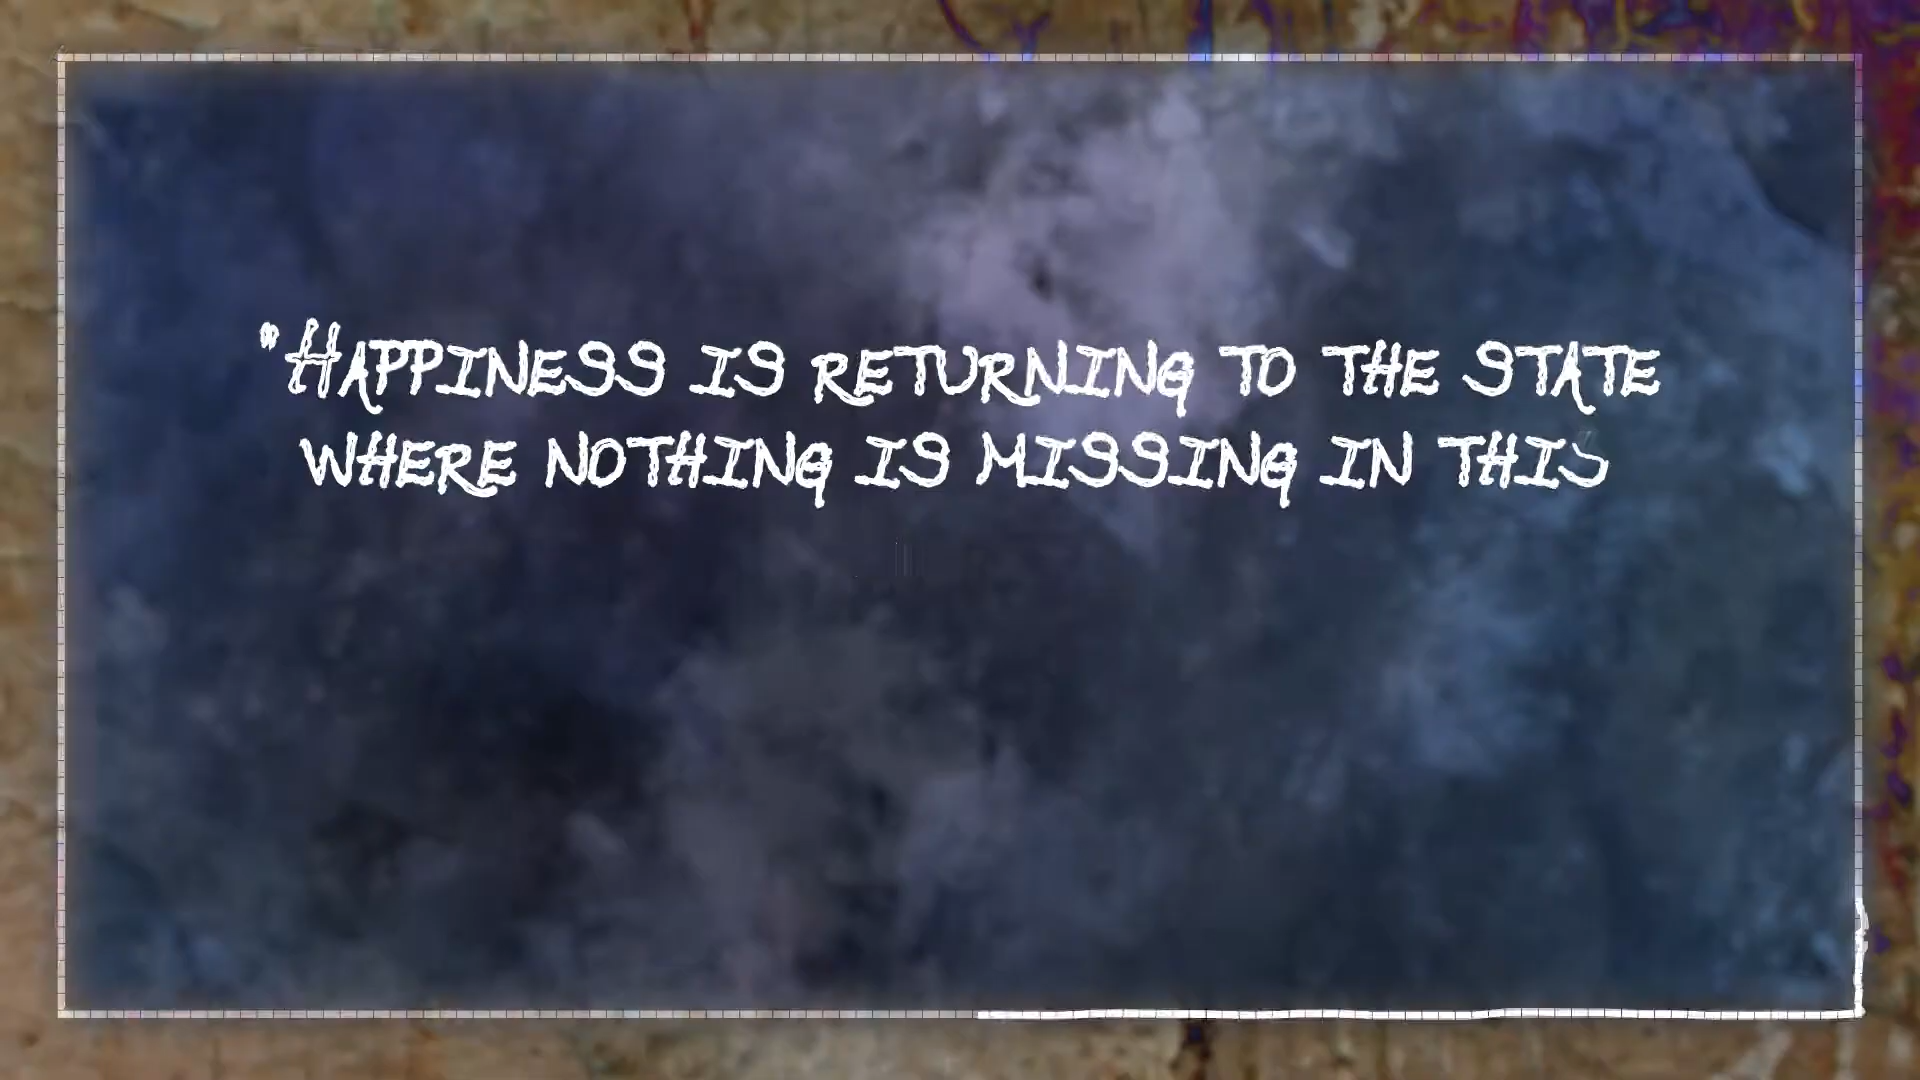 "Happiness is returning to the state
where nothing is missing in this